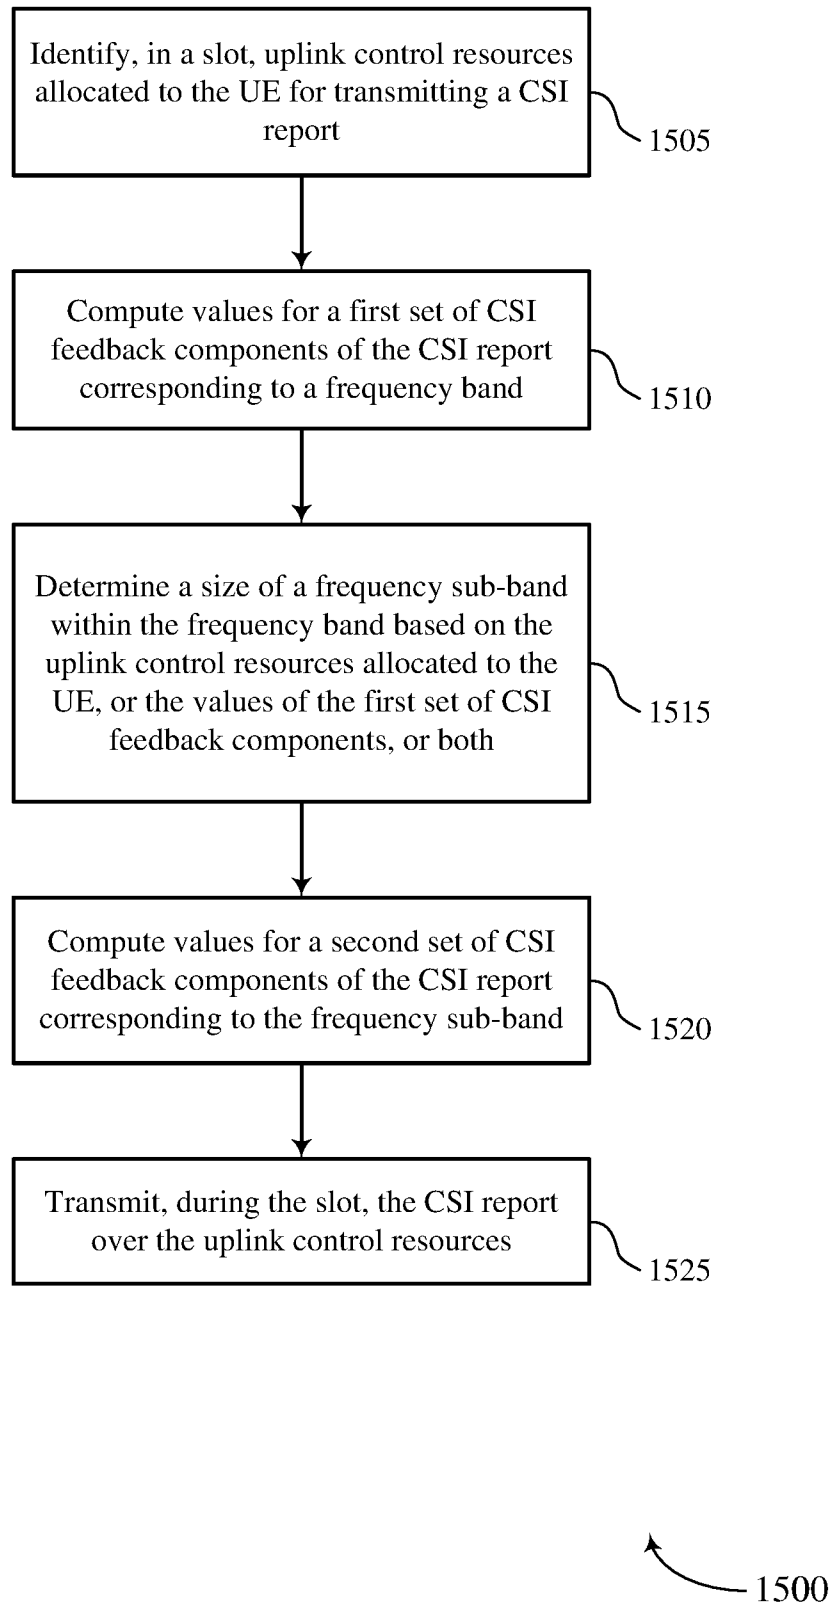 Identify, in a slot, uplink control resources
allocated to the UE for transmitting a CSI
report
1505
Compute values for a first set of CSI
feedback components of the CSI report
corresponding to a frequency band
1510
Determine a size of a frequency sub-band
within the frequency band based on the
uplink control resources allocated to the
UE, or the values of the first set of CSI
feedback components, or both
1515
Compute values for a second set of CSI
feedback components of the CSI report
corresponding to the frequency sub-band
1520
Transmit, during the slot, the CSI report
over the uplink control resources
1525
1500